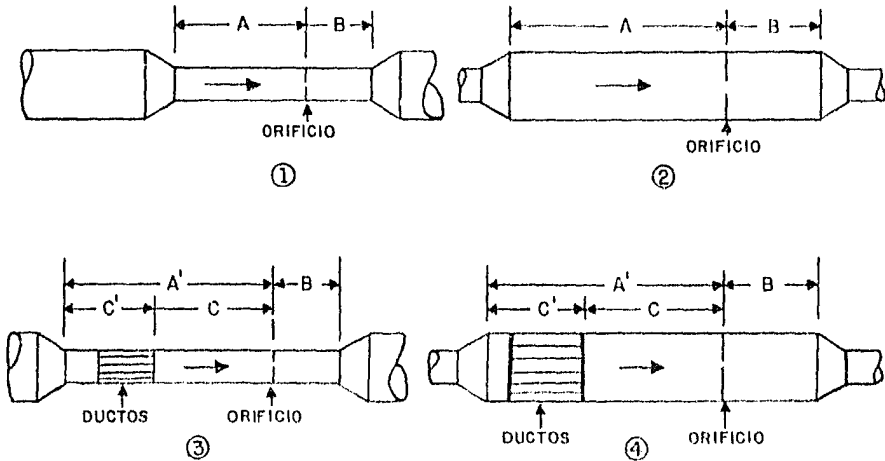 A B
ORIFICIO
①
A B
ORIFICIO
②
A' B
C' C
DUCTOS ORIFICIO
③
A' B
C' C
DUCTOS ORIFICIO
④